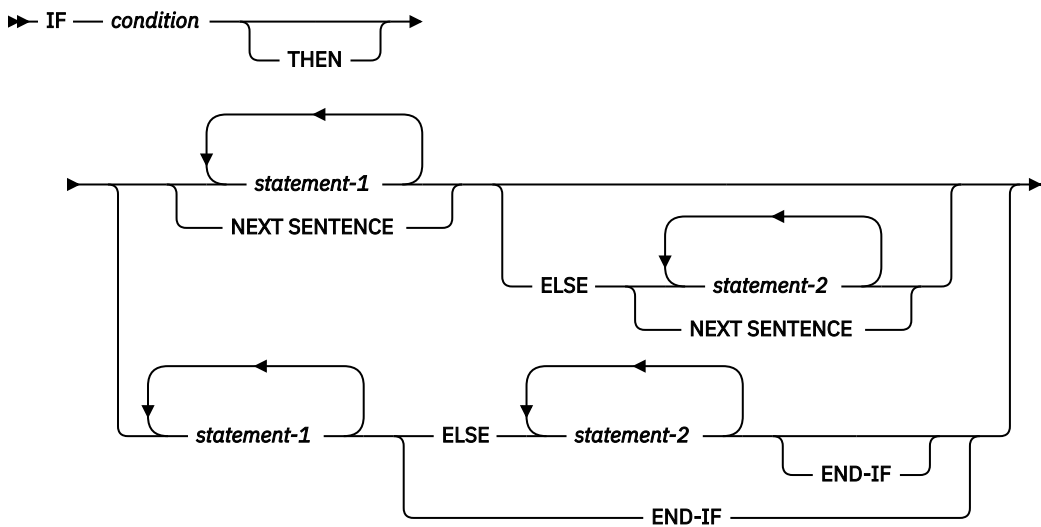 IF condition
THEN
statement-1
NEXT SENTENCE
ELSE statement-2
NEXT SENTENCE
statement-1 ELSE statement-2
END-IF
END-IF